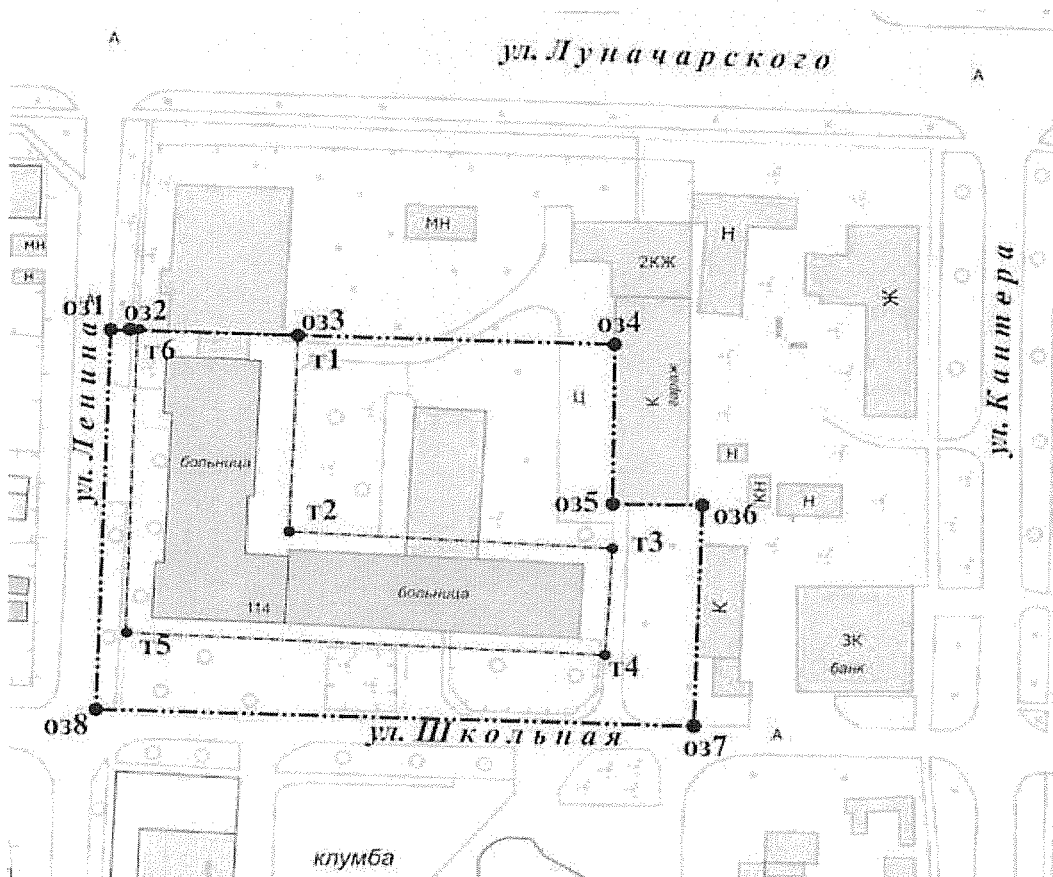 А
ул. Луначарского
А
МН
Н
2КЖ
МН
Н
Ж
оз1
оз2
оз3
оз4
т6
т1
ул. Ленина
К
гараж
Ц
ул. Кантера
больница
Н
КН
Н
оз5
оз6
т2
т3
больница
114
К
3К
банк
т5
т4
оз8
ул. Школьная
оз7
А
клумба